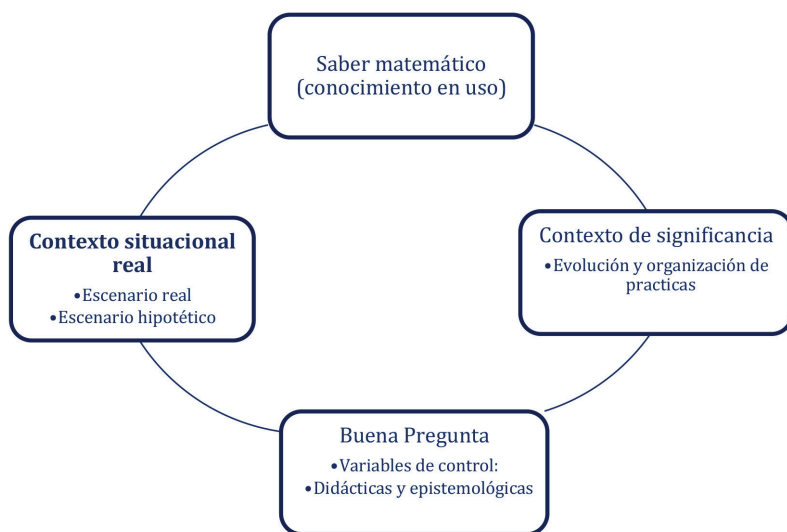 Saber matemático
(conocimiento en uso)
Contexto situacional
real
•Escenario real
•Escenario hipotético
Contexto de significancia
•Evolución y organización de
practicas
Buena Pregunta
•Variables de control:
•Didácticas y epistemológicas